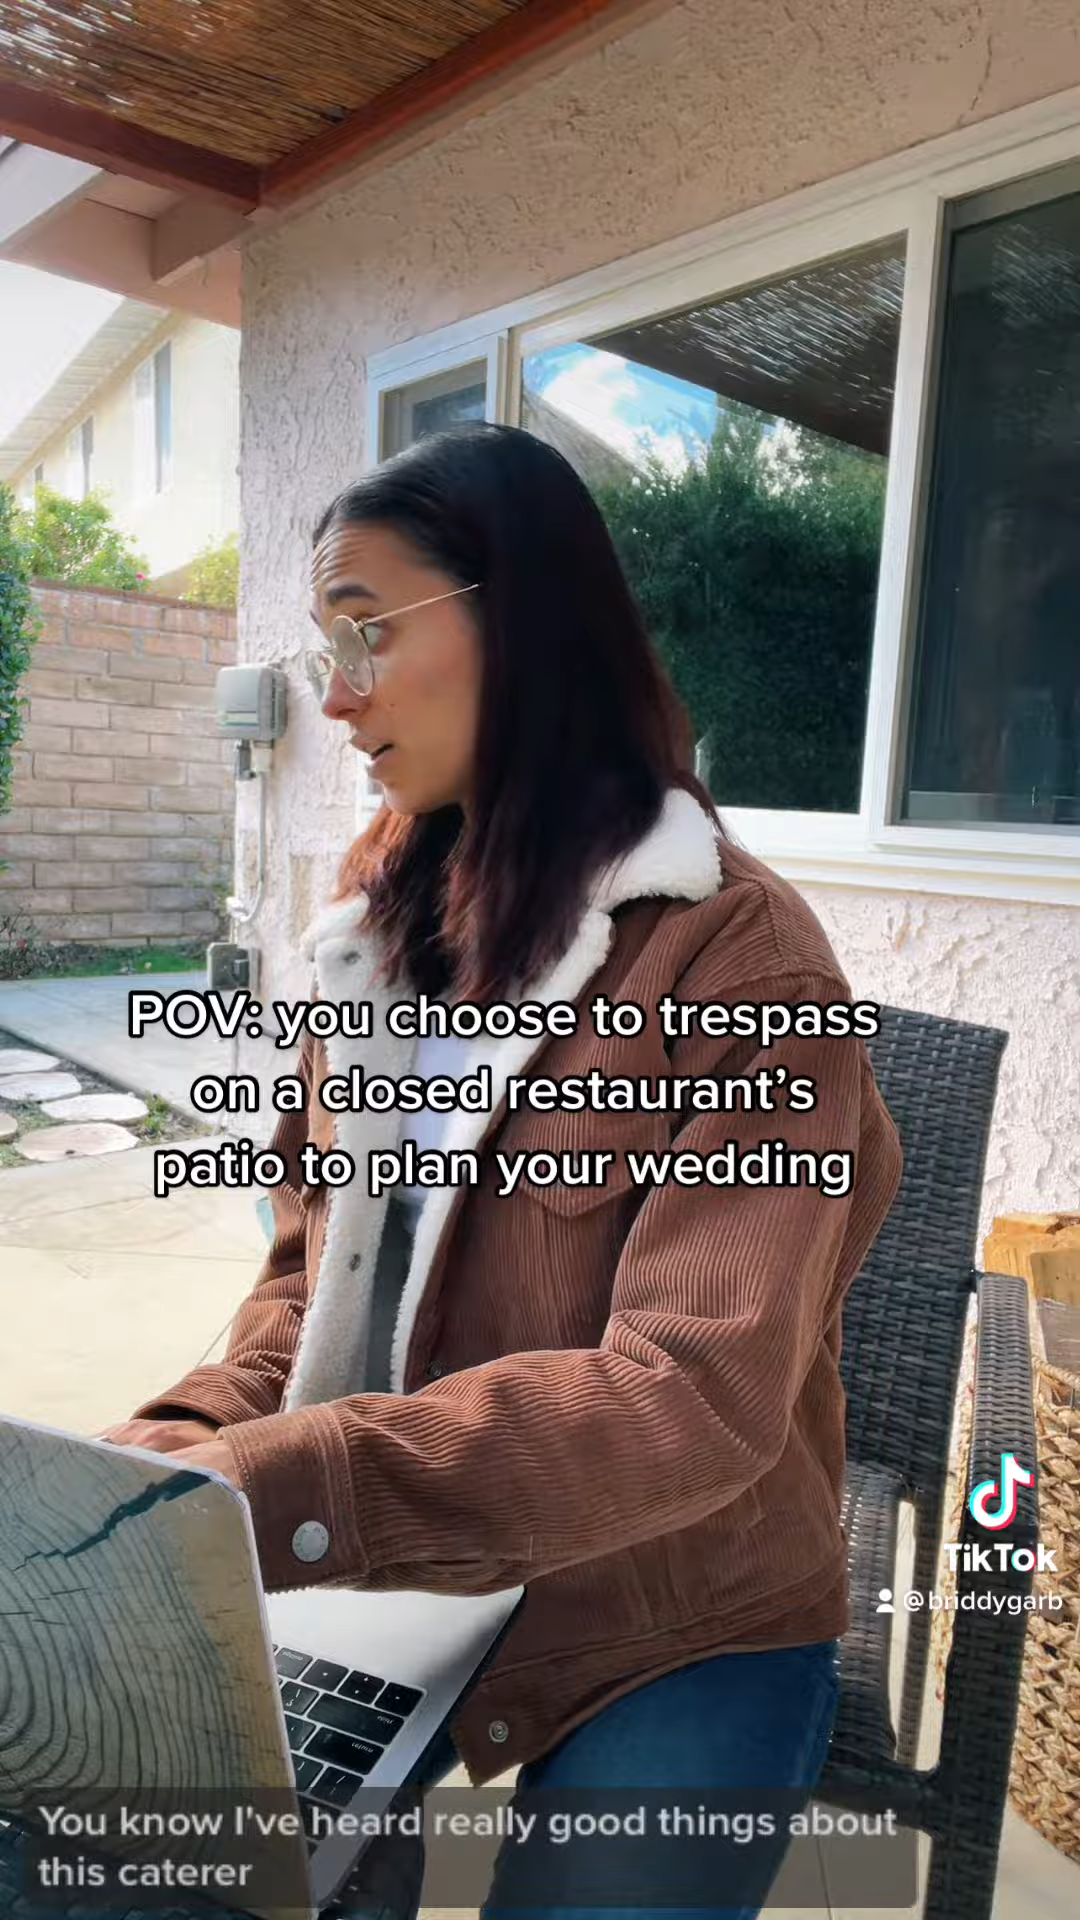 POV: you choose to trespass
on a closed restaurant's
patio to plan your wedding
TikTok
@briddygarb
You know I've heard really good things about
this caterer